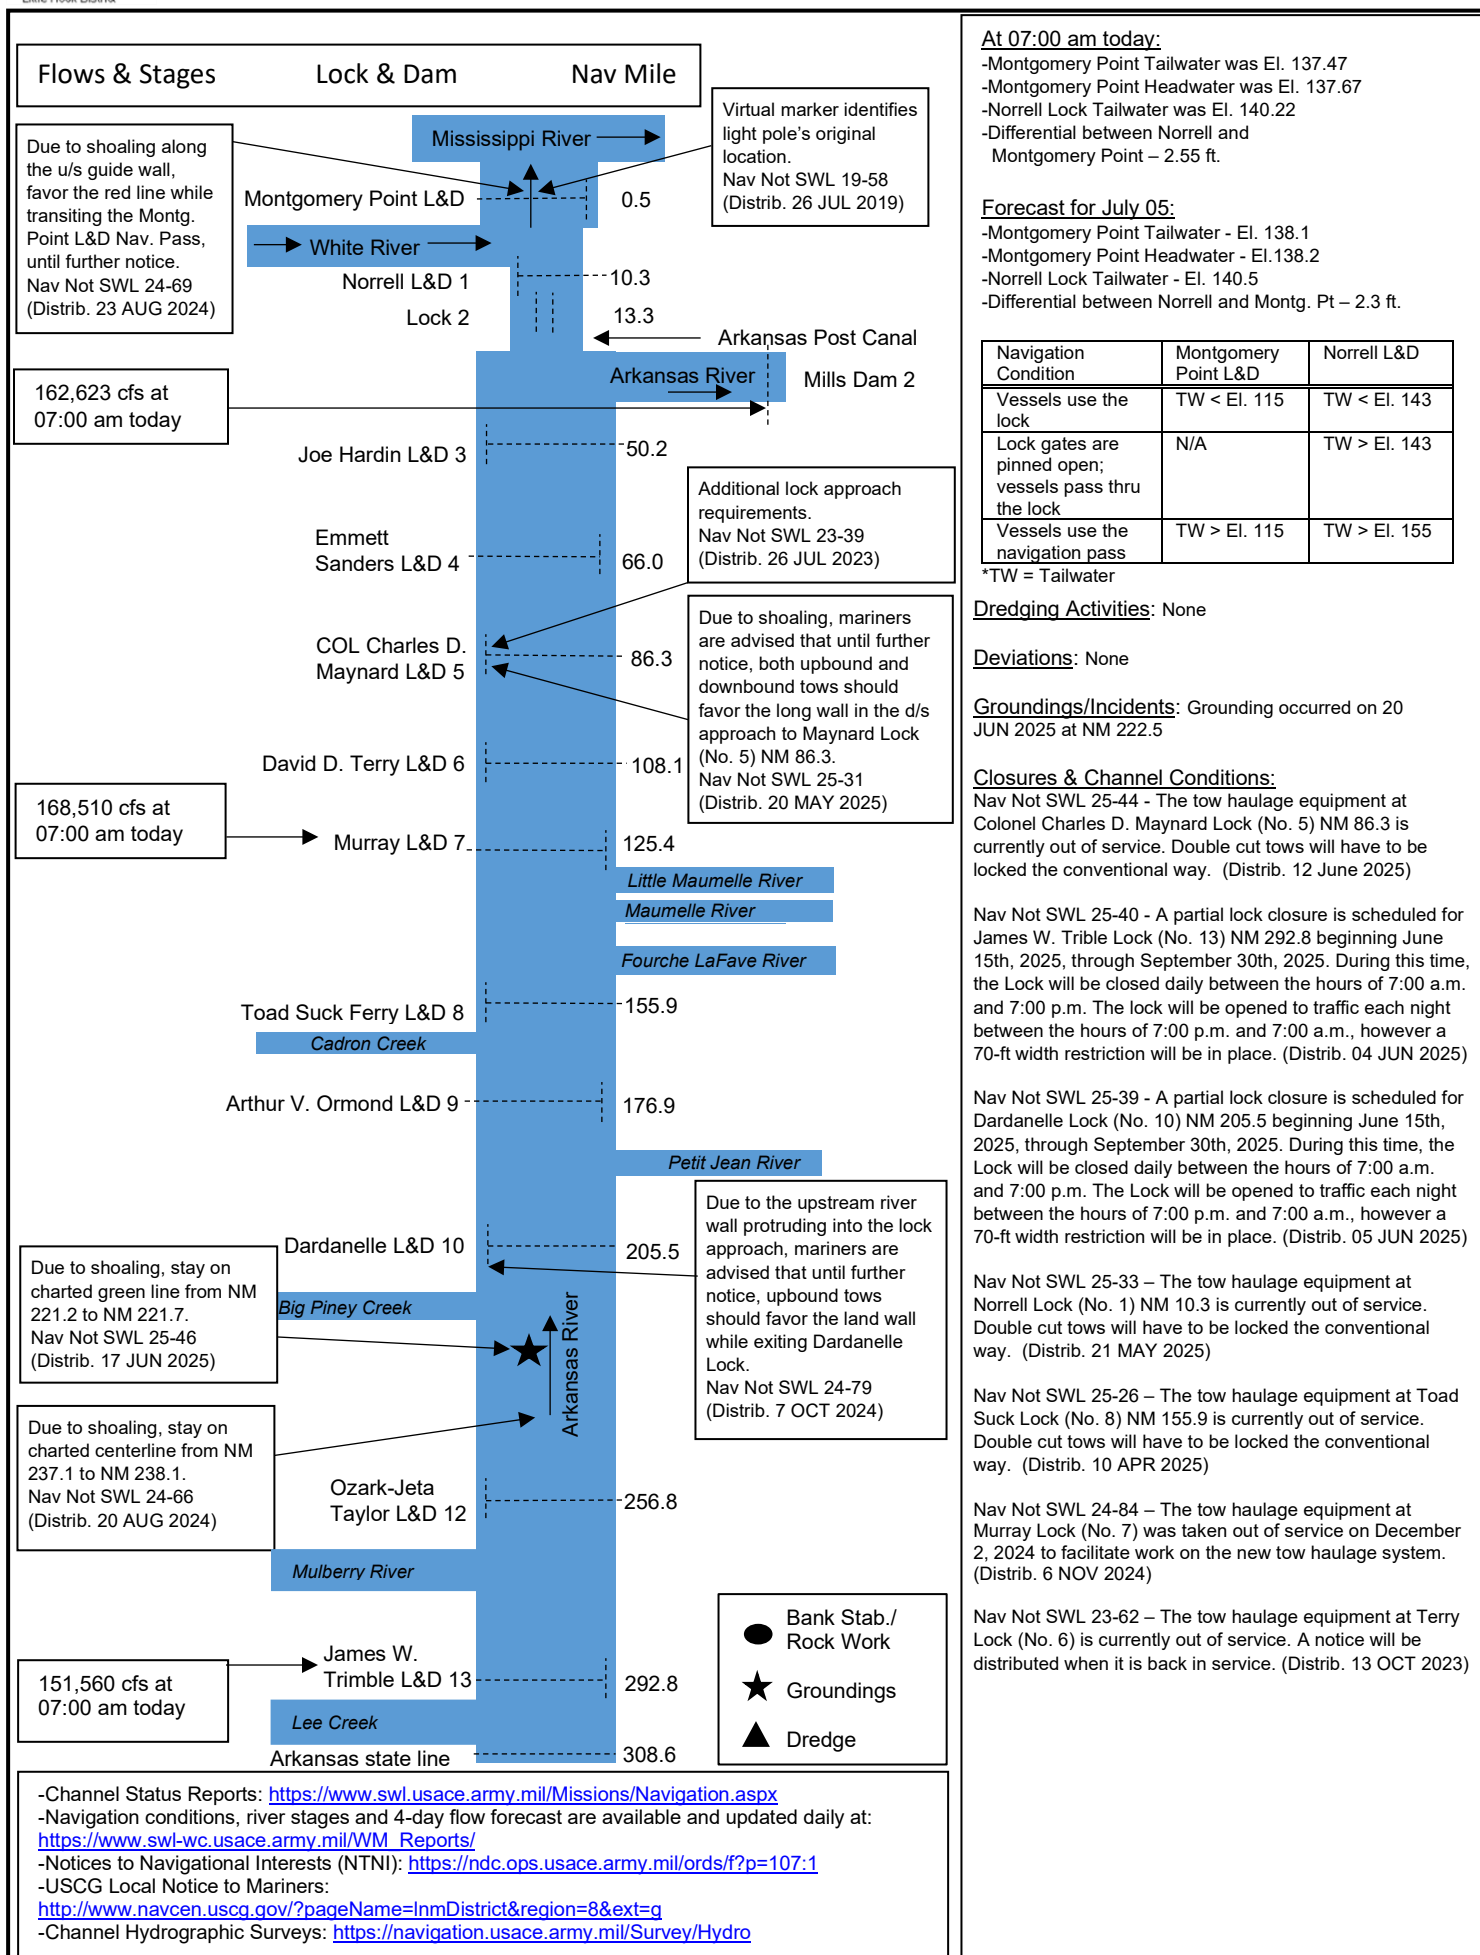 Little Rock District
Flows & Stages
Lock & Dam
Nav Mile
Due to shoaling along
the u/s guide wall,
favor the red line while
transiting the Montg.
Point L&D Nav. Pass,
until further notice.
Nav Not SWL 24-69
(Distrib. 23 AUG 2024)
Mississippi River
Virtual marker identifies
light pole's original
location.
Nav Not SWL 19-58
(Distrib. 26 JUL 2019)
Montgomery Point L&D
0.5
White River
Norrell L&D 1
10.3
Lock 2
13.3
Arkansas Post Canal
Arkansas River
Mills Dam 2
162,623 cfs at
07:00 am today
Joe Hardin L&D 3
50.2
Additional lock approach
requirements.
Nav Not SWL 23-39
(Distrib. 26 JUL 2023)
Emmett
Sanders L&D 4
66.0
Due to shoaling, mariners
are advised that until further
notice, both upbound and
downbound tows should
favor the long wall in the d/s
approach to Maynard Lock
(No. 5) NM 86.3.
Nav Not SWL 25-31
(Distrib. 20 MAY 2025)
COL Charles D.
Maynard L&D 5
86.3
David D. Terry L&D 6
108.1
168,510 cfs at
07:00 am today
Murray L&D 7
125.4
Little Maumelle River
Maumelle River
Fourche LaFave River
Toad Suck Ferry L&D 8
155.9
Cadron Creek
Arthur V. Ormond L&D 9
176.9
Petit Jean River
Due to the upstream river
wall protruding into the lock
approach, mariners are
advised that until further
notice, upbound tows
should favor the land wall
while exiting Dardanelle
Lock.
Nav Not SWL 24-79
(Distrib. 7 OCT 2024)
Dardanelle L&D 10
205.5
Due to shoaling, stay on
charted green line from NM
221.2 to NM 221.7.
Nav Not SWL 25-46
(Distrib. 17 JUN 2025)
Big Piney Creek
Arkansas River
Due to shoaling, stay on
charted centerline from NM
237.1 to NM 238.1.
Nav Not SWL 24-66
(Distrib. 20 AUG 2024)
Ozark-Jeta
Taylor L&D 12
256.8
Mulberry River
Bank Stab./
Rock Work
Groundings
Dredge
James W.
Trimble L&D 13
292.8
151,560 cfs at
07:00 am today
Lee Creek
Arkansas state line
308.6
-Channel Status Reports: https://www.swl.usace.army.mil/Missions/Navigation.aspx
-Navigation conditions, river stages and 4-day flow forecast are available and updated daily at:
https://www.swl-wc.usace.army.mil/WM_Reports/
-Notices to Navigational Interests (NTNI): https://ndc.ops.usace.army.mil/ords/f?p=107:1
-USCG Local Notice to Mariners:
http://www.navcen.uscg.gov/?pageName=lnmDistrict&region=8&ext=g
-Channel Hydrographic Surveys: https://navigation.usace.army.mil/Survey/Hydro
At 07:00 am today:
-Montgomery Point Tailwater was El. 137.47
-Montgomery Point Headwater was El. 137.67
-Norrell Lock Tailwater was El. 140.22
-Differential between Norrell and
Montgomery Point – 2.55 ft.
Forecast for July 05:
-Montgomery Point Tailwater - El. 138.1
-Montgomery Point Headwater - El.138.2
-Norrell Lock Tailwater - El. 140.5
-Differential between Norrell and Montg. Pt – 2.3 ft.
Navigation
Condition
Montgomery
Point L&D
Norrell L&D
Vessels use the
lock
TW < El. 115
TW < El. 143
Lock gates are
pinned open;
vessels pass thru
the lock
N/A
TW > El. 143
Vessels use the
navigation pass
TW > El. 115
TW > El. 155
*TW = Tailwater
Dredging Activities: None
Deviations: None
Groundings/Incidents: Grounding occurred on 20
JUN 2025 at NM 222.5
Closures & Channel Conditions:
Nav Not SWL 25-44 - The tow haulage equipment at
Colonel Charles D. Maynard Lock (No. 5) NM 86.3 is
currently out of service. Double cut tows will have to be
locked the conventional way. (Distrib. 12 June 2025)
Nav Not SWL 25-40 - A partial lock closure is scheduled for
James W. Trible Lock (No. 13) NM 292.8 beginning June
15th, 2025, through September 30th, 2025. During this time,
the Lock will be closed daily between the hours of 7:00 a.m.
and 7:00 p.m. The lock will be opened to traffic each night
between the hours of 7:00 p.m. and 7:00 a.m., however a
70-ft width restriction will be in place. (Distrib. 04 JUN 2025)
Nav Not SWL 25-39 - A partial lock closure is scheduled for
Dardanelle Lock (No. 10) NM 205.5 beginning June 15th,
2025, through September 30th, 2025. During this time, the
Lock will be closed daily between the hours of 7:00 a.m.
and 7:00 p.m. The Lock will be opened to traffic each night
between the hours of 7:00 p.m. and 7:00 a.m., however a
70-ft width restriction will be in place. (Distrib. 05 JUN 2025)
Nav Not SWL 25-33 – The tow haulage equipment at
Norrell Lock (No. 1) NM 10.3 is currently out of service.
Double cut tows will have to be locked the conventional
way. (Distrib. 21 MAY 2025)
Nav Not SWL 25-26 – The tow haulage equipment at Toad
Suck Lock (No. 8) NM 155.9 is currently out of service.
Double cut tows will have to be locked the conventional
way. (Distrib. 10 APR 2025)
Nav Not SWL 24-84 – The tow haulage equipment at
Murray Lock (No. 7) was taken out of service on December
2, 2024 to facilitate work on the new tow haulage system.
(Distrib. 6 NOV 2024)
Nav Not SWL 23-62 – The tow haulage equipment at Terry
Lock (No. 6) is currently out of service. A notice will be
distributed when it is back in service. (Distrib. 13 OCT 2023)